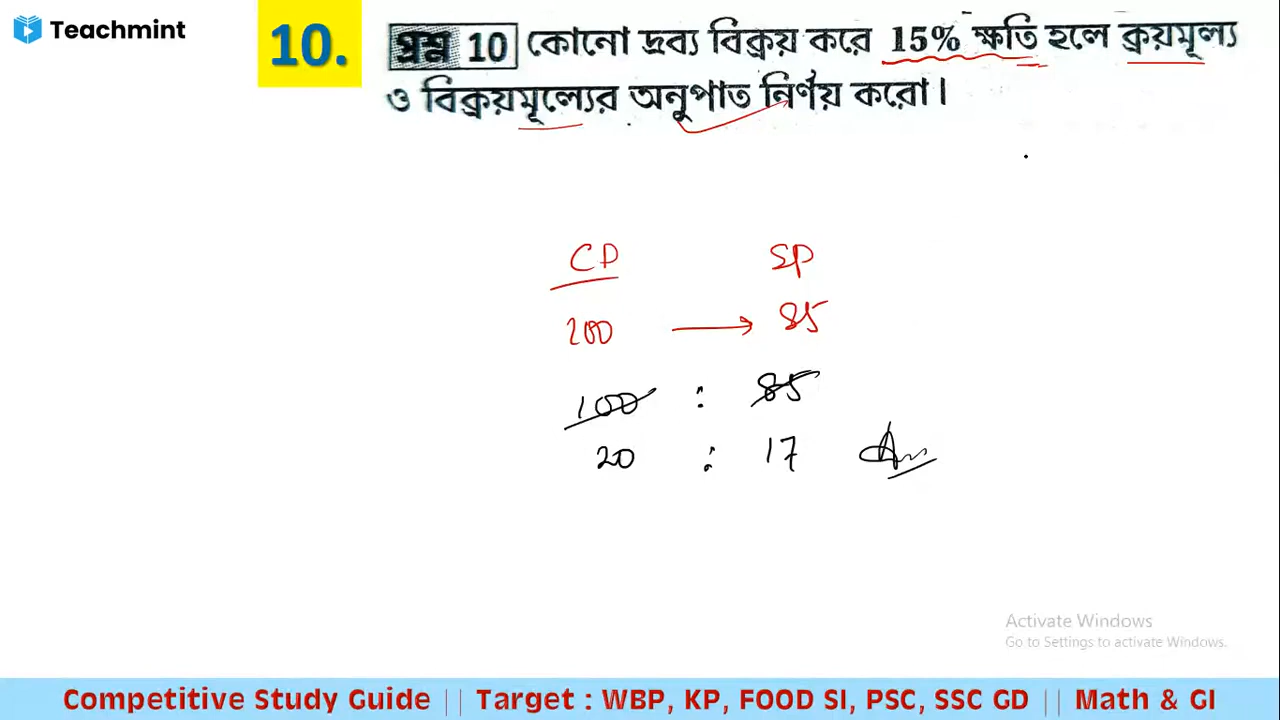 Teachmint
10.
প্রশ্ন 10 কোনো দ্রব্য বিক্রয় করে 15% ক্ষতি হলে ক্রয়মূল্য
ও বিক্রয়মূল্যের অনুপাত নির্ণয় করো।
CP SP
100 → 85
100 : 85
20 : 17 Ans
Activate Windows
Go to Settings to activate Windows.
Competitive Study Guide || Target : WBP, KP, FOOD SI, PSC, SSC GD || Math & GI